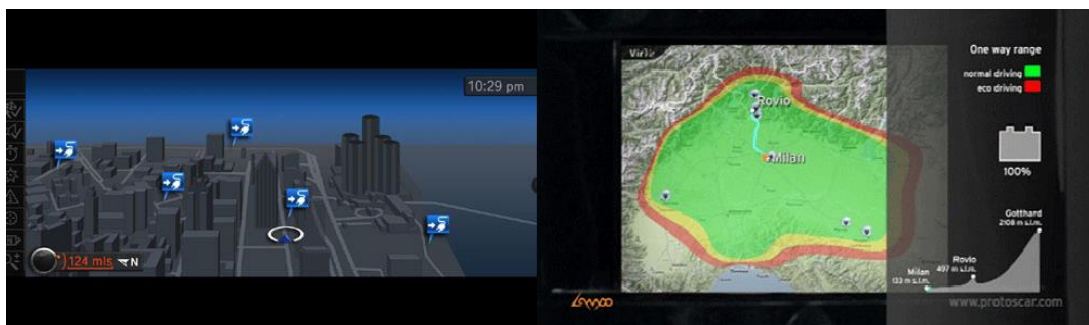 10:29 pm
124 mls
N
One way range
normal driving
eco driving
100%
Rovio
Milan
Gotthard
2108 m s.l.m.
Rovio
497 m s.l.m.
Milan
133 m s.l.m.
Lampo
www.protoscar.com